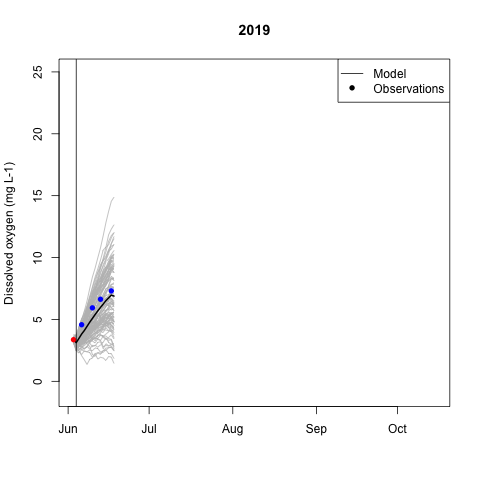 2019
Model
Observations
Dissolved oxygen (mg L-1)
25
20
15
10
5
0
Jun
Jul
Aug
Sep
Oct